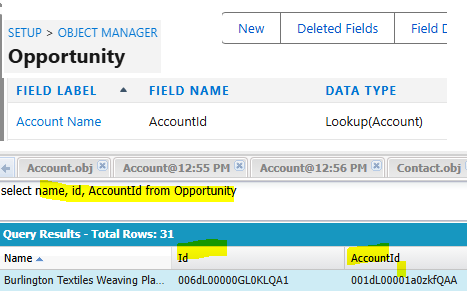 SETUP > OBJECT MANAGER
Opportunity
New Deleted Fields Field D
FIELD LABEL FIELD NAME DATA TYPE
Account Name AccountId Lookup(Account)
Account.obj Account@12:55 PM Account@12:56 PM Contact.obj
select name, id, AccountId from Opportunity
Query Results - Total Rows: 31
Name Id AccountId
Burlington Textiles Weaving Pla... 006dL00000GL0KLQA1 001dL00001a0zkfQAA